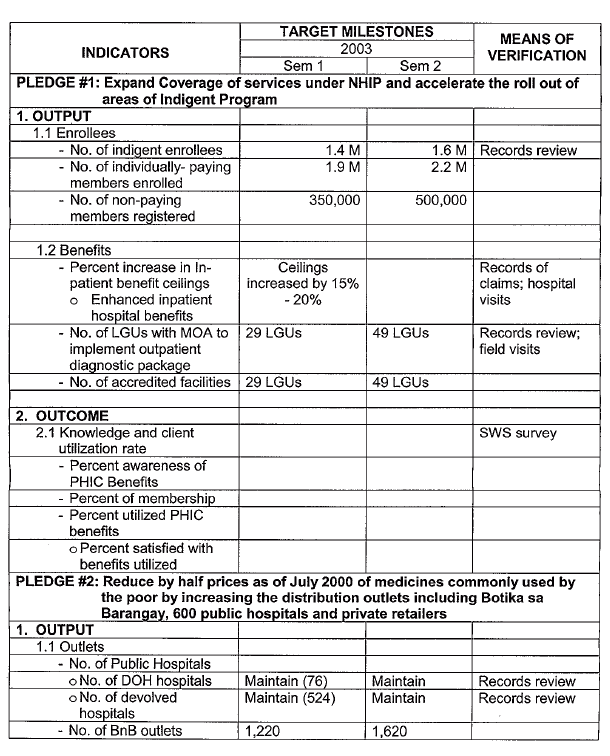 INDICATORS
TARGET MILESTONES
2003
Sem 1 Sem 2
MEANS OF
VERIFICATION
PLEDGE #1: Expand Coverage of services under NHIP and accelerate the roll out of
areas of Indigent Program
1. OUTPUT
1.1 Enrollees
- No. of indigent enrollees 1.4 M 1.6 M Records review
- No. of individually- paying
members enrolled
1.9 M 2.2 M
- No. of non-paying
members registered
350,000 500,000
1.2 Benefits
- Percent increase in In-
patient benefit ceilings
o Enhanced inpatient
hospital benefits
Ceilings
increased by 15%
- 20%
Records of
claims; hospital
visits
- No. of LGUs with MOA to
implement outpatient
diagnostic package
29 LGUs 49 LGUs
Records review;
field visits
- No. of accredited facilities 29 LGUs 49 LGUs
2. OUTCOME
2.1 Knowledge and client
utilization rate
SWS survey
- Percent awareness of
PHIC Benefits
- Percent of membership
- Percent utilized PHIC
benefits
o Percent satisfied with
benefits utilized
PLEDGE #2: Reduce by half prices as of July 2000 of medicines commonly used by
the poor by increasing the distribution outlets including Botika sa
Barangay, 600 public hospitals and private retailers
1. OUTPUT
1.1 Outlets
- No. of Public Hospitals
o No. of DOH hospitals Maintain (76) Maintain Records review
o No. of devolved
hospitals
Maintain (524) Maintain Records review
- No. of BnB outlets 1,220 1,620